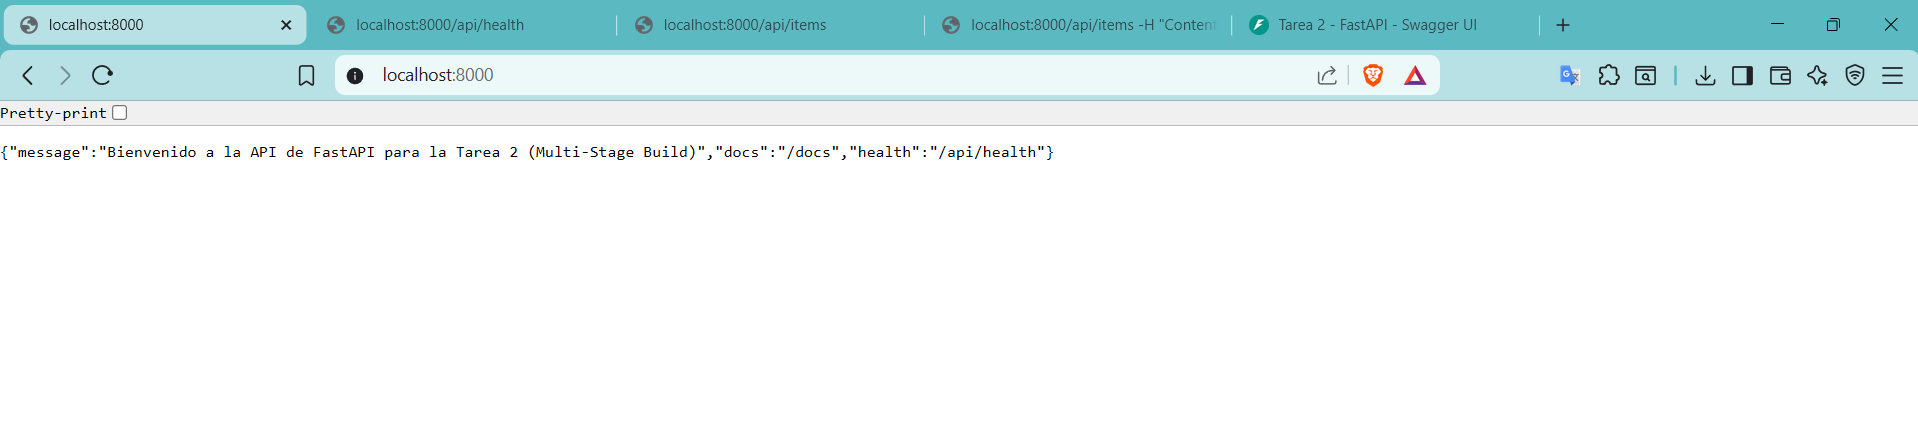 localhost:8000
localhost:8000/api/health
localhost:8000/api/items
localhost:8000/api/items -H "Content
Tarea 2 - FastAPI - Swagger UI
localhost:8000
Pretty-print
{"message":"Bienvenido a la API de FastAPI para la Tarea 2 (Multi-Stage Build)","docs":"/docs","health":"/api/health"}